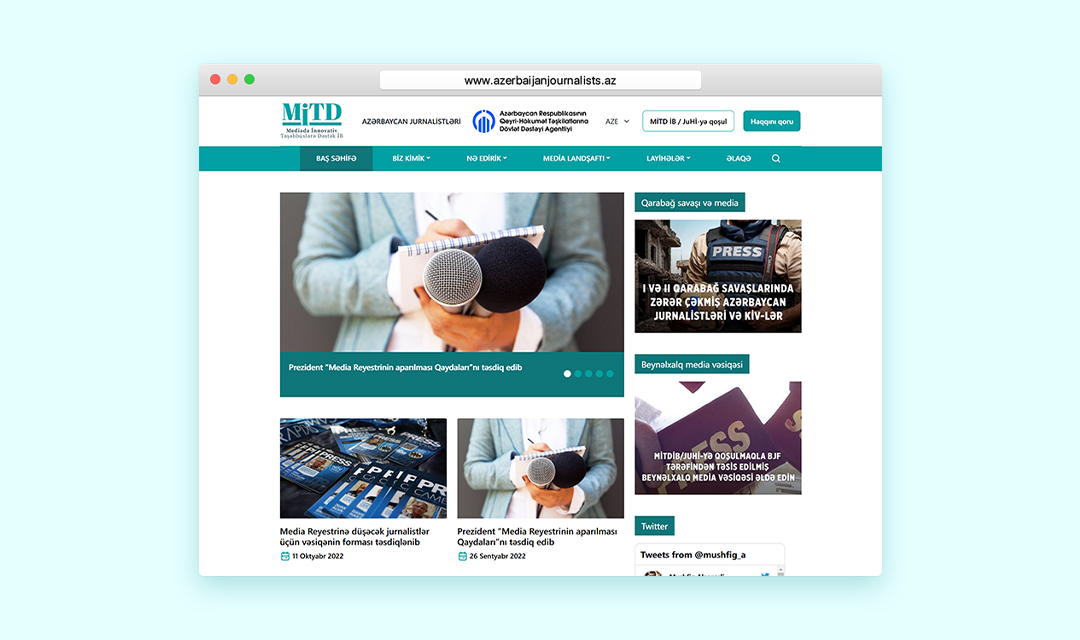 www.azerbaijanjournalists.az
MiTD
Mediada İnnovativ
Təşəbbüslərə Dəstək İB
AZƏRBAYCAN JURNALİSTLƏRİ
Azərbaycan Respublikasının
Qeyri-Hökumət Təşkilatlarına
Dövlət Dəstəyi Agentliyi
AZE
MİTD İB / JuHİ-yə qoşul
Haqqını qoru
BAŞ SƏHİFƏ
BİZ KİMİK
NƏ EDİRİK
MEDİA LANDŞAFTI
LAYİHƏLƏR
ƏLAQƏ
Prezident “Media Reyestrinin aparılması Qaydaları”nı təsdiq edib
Media Reyestrinə düşəcək jurnalistlər
üçün vəsiqənin forması təsdiqlənib
11 Oktyabr 2022
Prezident “Media Reyestrinin aparılması
Qaydaları”nı təsdiq edib
26 Sentyabr 2022
Qarabağ savaşı və media
PRESS
I VƏ II QARABAĞ SAVAŞLARINDA
ZƏRƏR ÇƏKMİŞ AZƏRBAYCAN
JURNALİSTLƏRİ VƏ KİV-LƏR
Beynəlxalq media vəsiqəsi
PRESS
MİTDİB/JUHİ-YƏ QOŞULMAQLA BJF
TƏRƏFİNDƏN TƏSİS EDİLMİŞ
BEYNƏLXALQ MEDIA VƏSİQƏSİ ƏLDƏ EDİN
Twitter
Tweets from @mushfig_a